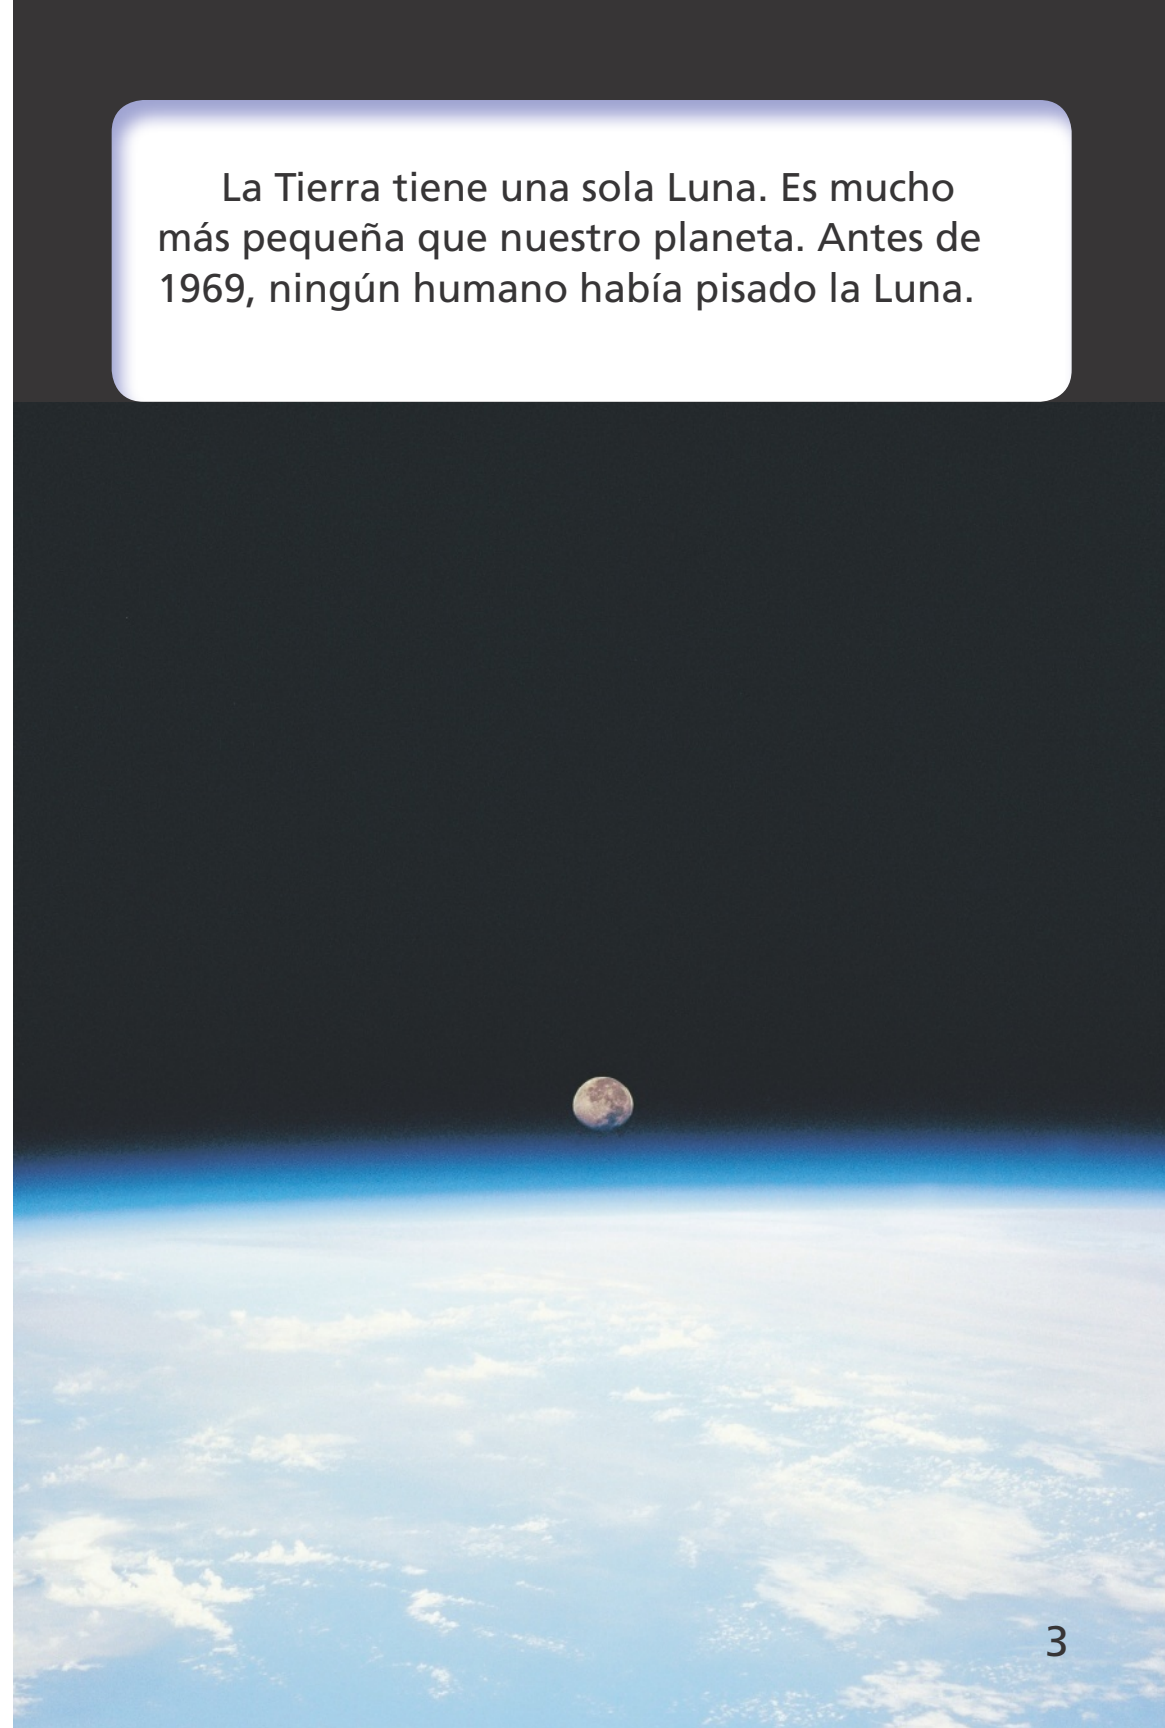 La Tierra tiene una sola Luna. Es mucho
más pequeña que nuestro planeta. Antes de
1969, ningún humano había pisado la Luna.
3